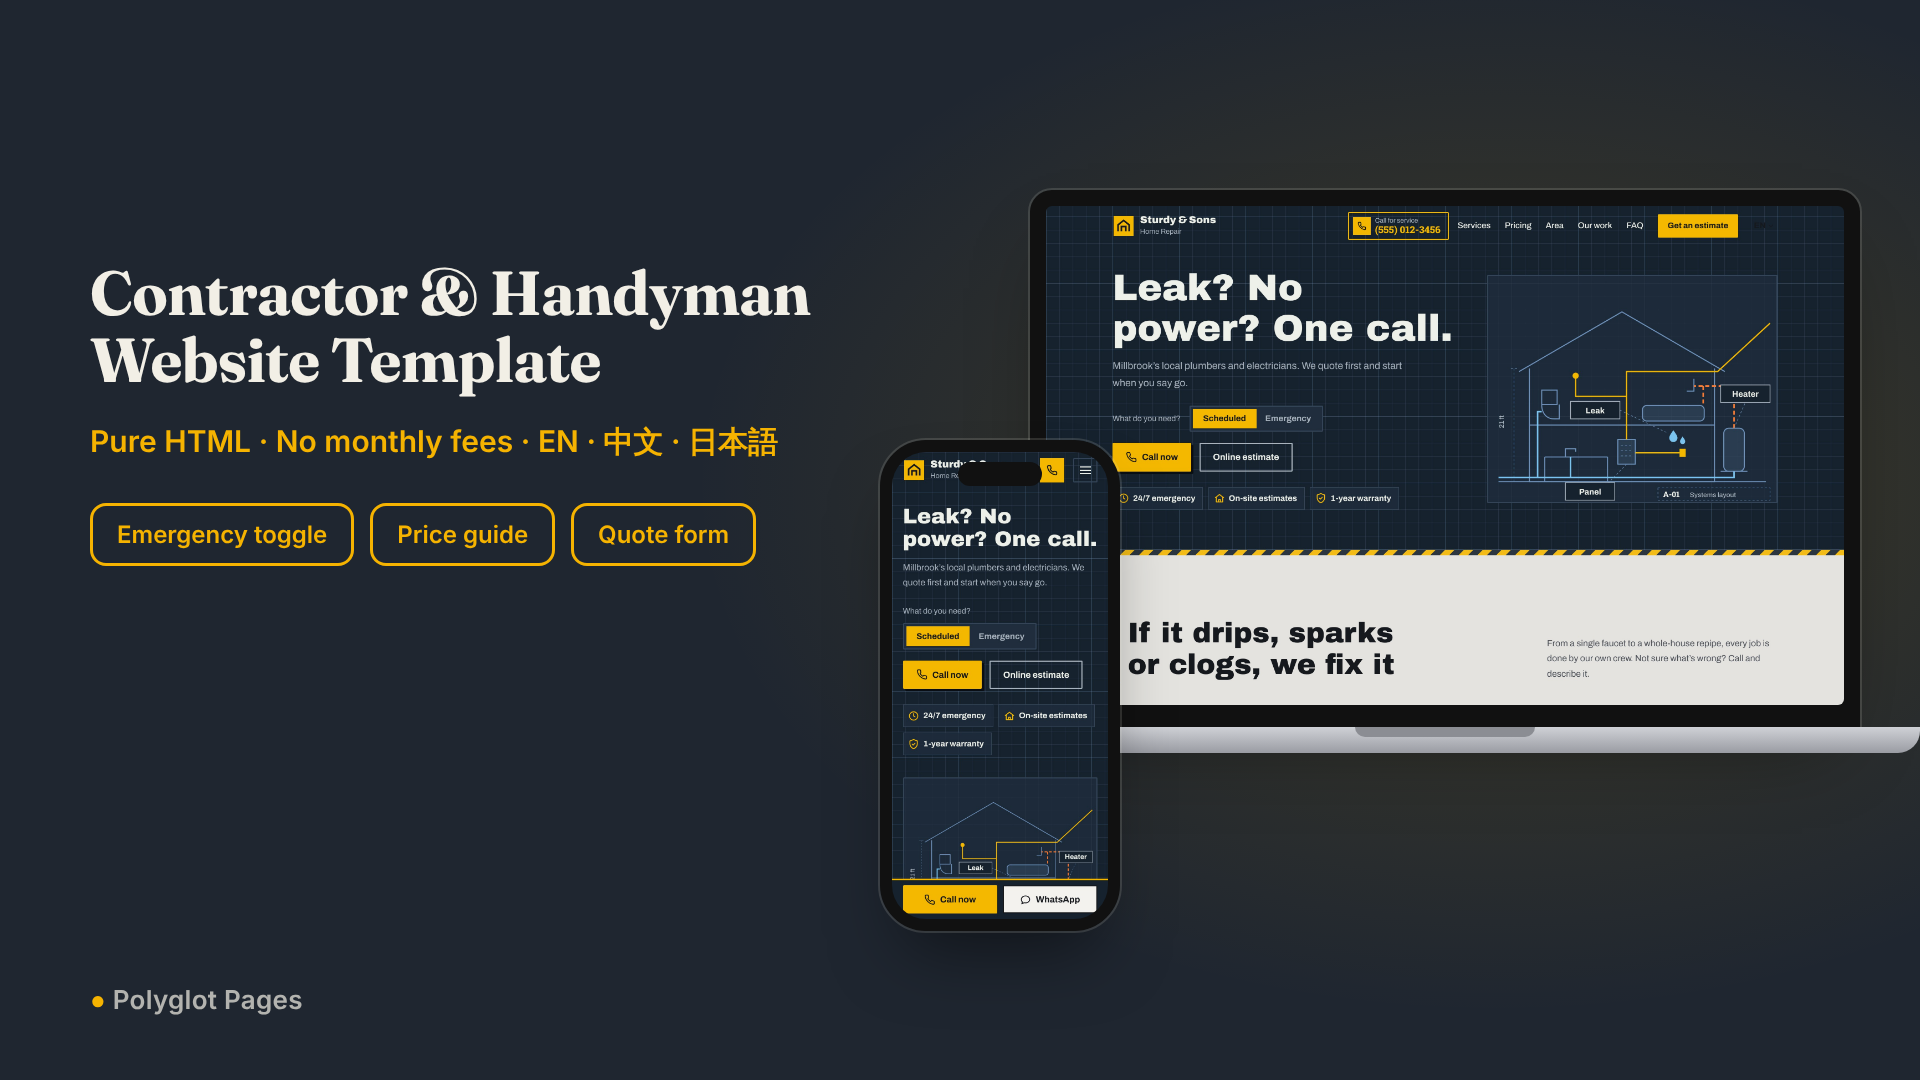 Contractor & Handyman
Website Template
Pure HTML · No monthly fees · EN · 中文 · 日本語
Emergency toggle
Price guide
Quote form
Polyglot Pages
Sturdy & Sons
Home Repair
Call for service
(555) 012-3456
Services
Pricing
Area
Our work
FAQ
Get an estimate
Leak? No
power? One call.
Millbrook's local plumbers and electricians. We quote first and start
when you say go.
What do you need?
Scheduled
Emergency
Call now
Online estimate
24/7 emergency
On-site estimates
1-year warranty
21 ft
Leak
Heater
Panel
A-01
Systems layout
If it drips, sparks
or clogs, we fix it
From a single faucet to a whole-house repipe, every job is
done by our own crew. Not sure what's wrong? Call and
describe it.
Leak? No
power? One call.
Millbrook's local plumbers and electricians. We
quote first and start when you say go.
What do you need?
Scheduled
Emergency
Call now
Online estimate
24/7 emergency
On-site estimates
1-year warranty
Leak
Heater
Call now
WhatsApp